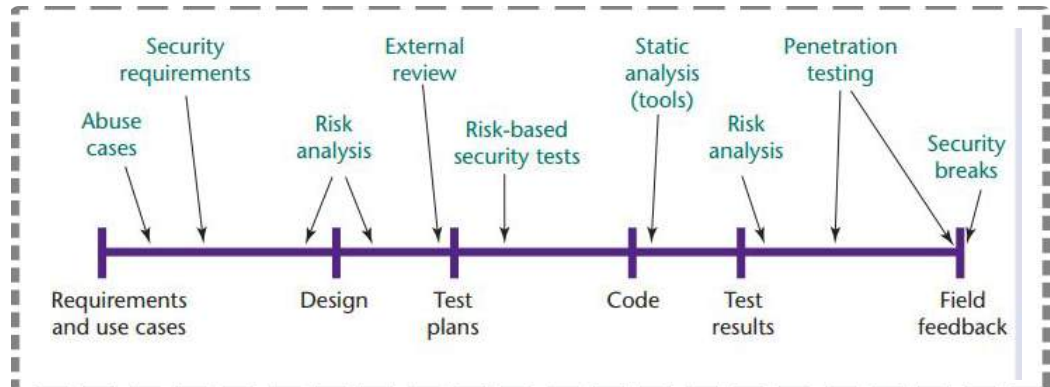 Security
requirements
External
review
Static
analysis
(tools)
Penetration
testing
Abuse
cases
Risk
analysis
Risk-based
security tests
Risk
analysis
Security
breaks
Requirements
and use cases
Design
Test
plans
Code
Test
results
Field
feedback